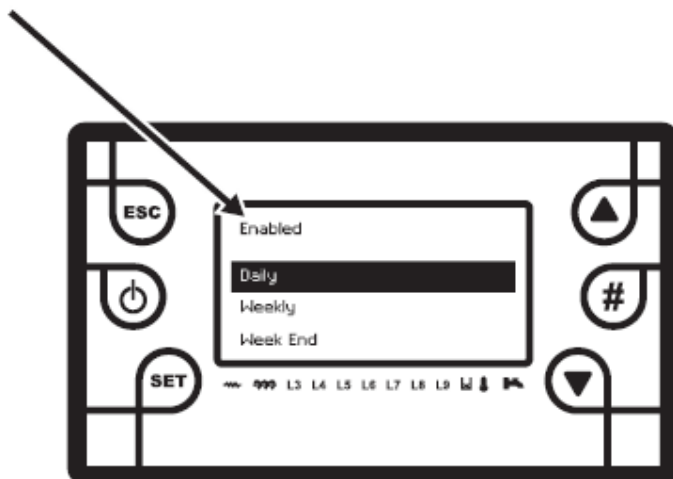 ESC
Enabled
Daily
#
Weekly
Week End
SET
L3 L4 L5 L6 L7 L8 L9